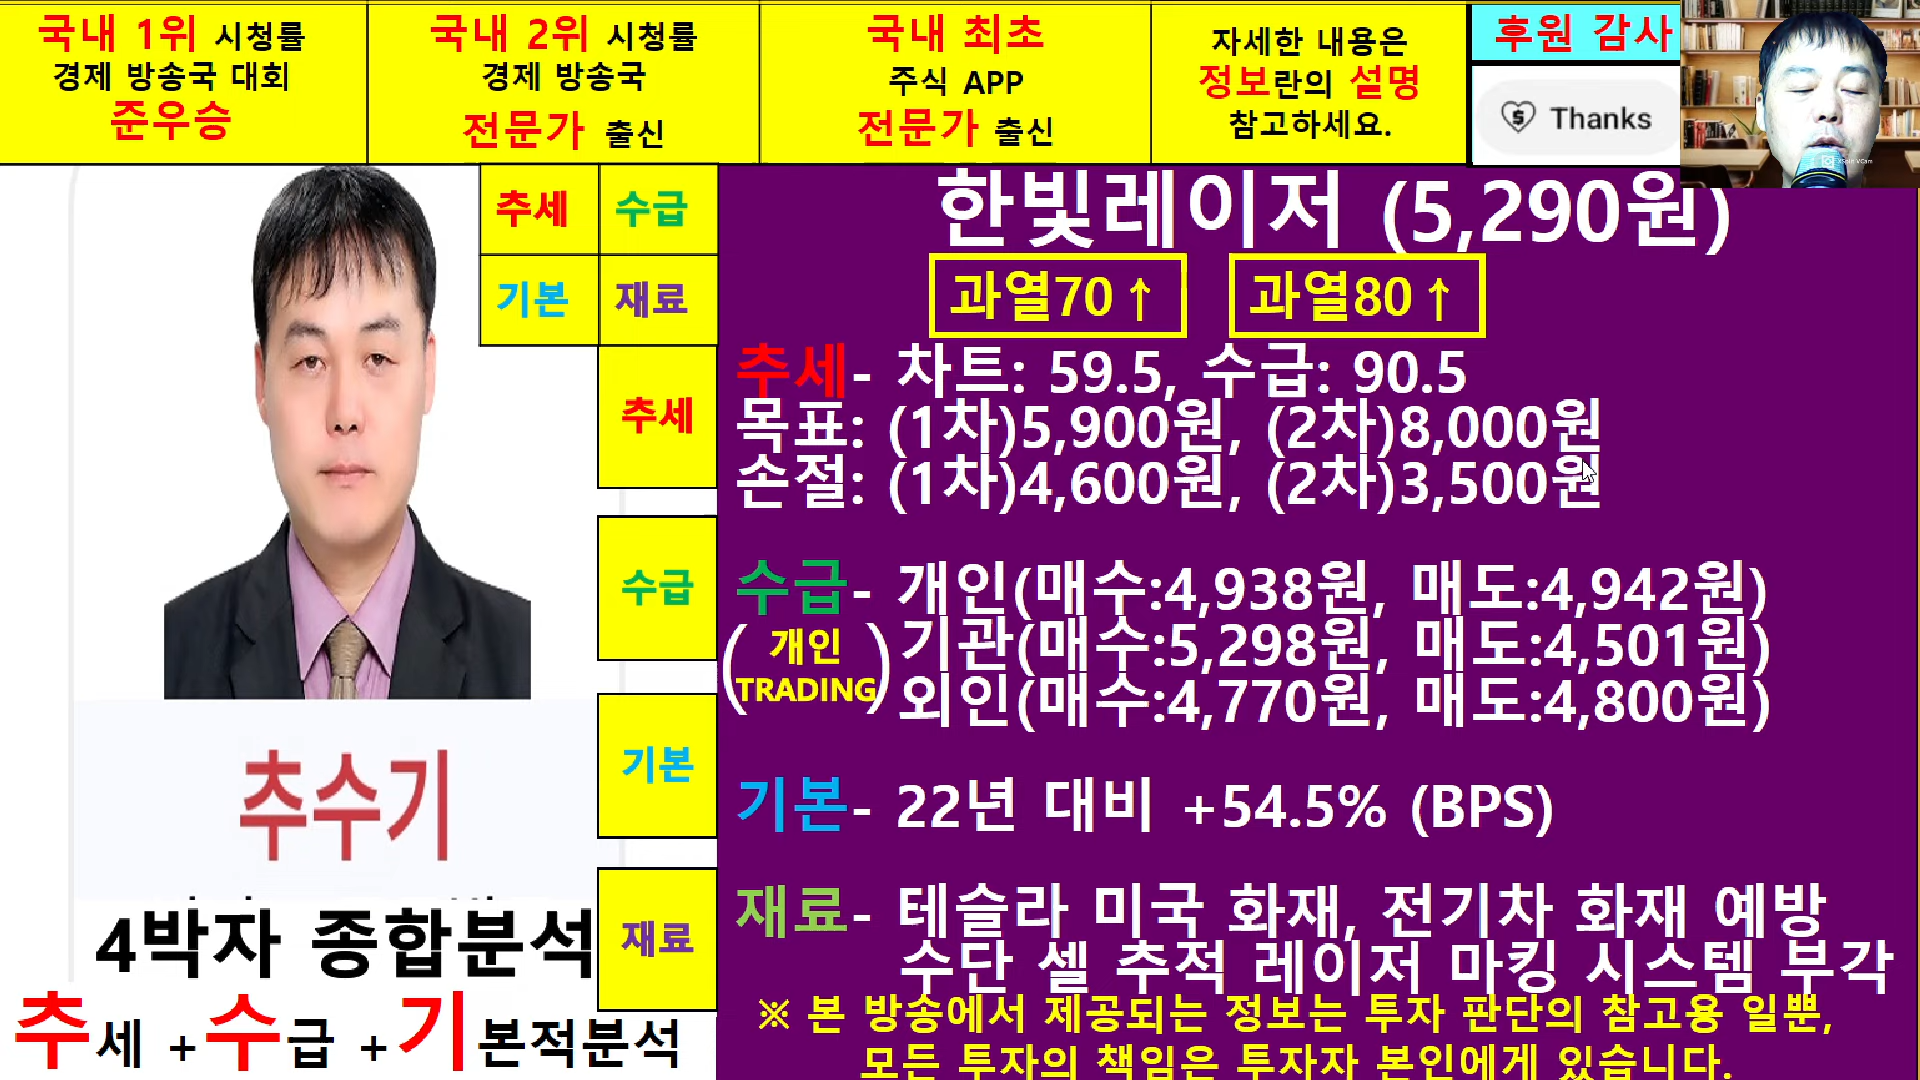 국내 1위 시청률
경제 방송국 대회
준우승
국내 2위 시청률
경제 방송국
전문가 출신
국내 최초
주식 APP
전문가 출신
자세한 내용은
정보란의 설명
참고하세요.
후원 감사
Thanks
추세 수급
기본 재료
한빛레이저 (5,290원)
과열70↑ 과열80↑
추세
추세- 차트: 59.5, 수급: 90.5
목표: (1차)5,900원, (2차)8,000원
손절: (1차)4,600원, (2차)3,500원
수급
수급- 개인(매수:4,938원, 매도:4,942원)
(개인 TRADING) 기관(매수:5,298원, 매도:4,501원)
외인(매수:4,770원, 매도:4,800원)
기본
기본- 22년 대비 +54.5% (BPS)
재료
재료- 테슬라 미국 화재, 전기차 화재 예방
수단 셀 추적 레이저 마킹 시스템 부각
※ 본 방송에서 제공되는 정보는 투자 판단의 참고용 일뿐,
모든 투자의 책임은 투자자 본인에게 있습니다.
추수기
4박자 종합분석
추세 + 수급 + 기본적분석